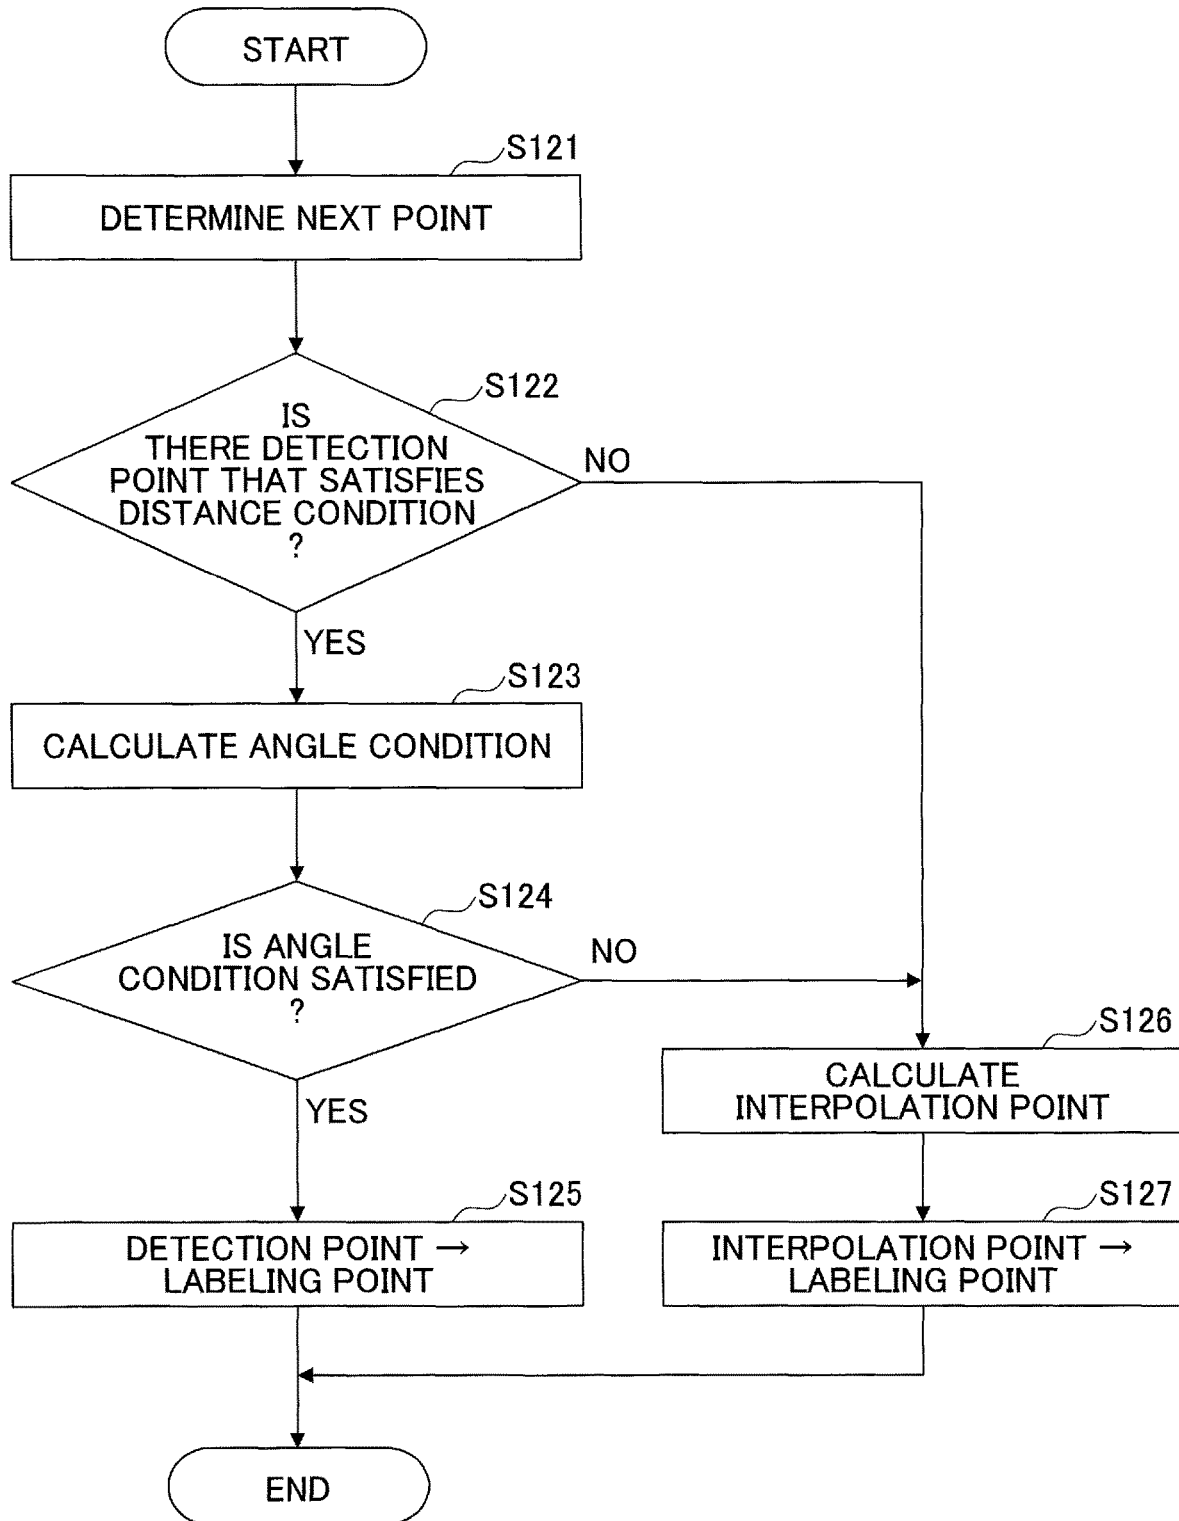 START
S121
DETERMINE NEXT POINT
S122
IS
THERE DETECTION
POINT THAT SATISFIES
DISTANCE CONDITION
?
NO
YES
S123
CALCULATE ANGLE CONDITION
S124
IS ANGLE
CONDITION SATISFIED
?
NO
YES
S126
CALCULATE
INTERPOLATION POINT
S125
DETECTION POINT →
LABELING POINT
S127
INTERPOLATION POINT →
LABELING POINT
END